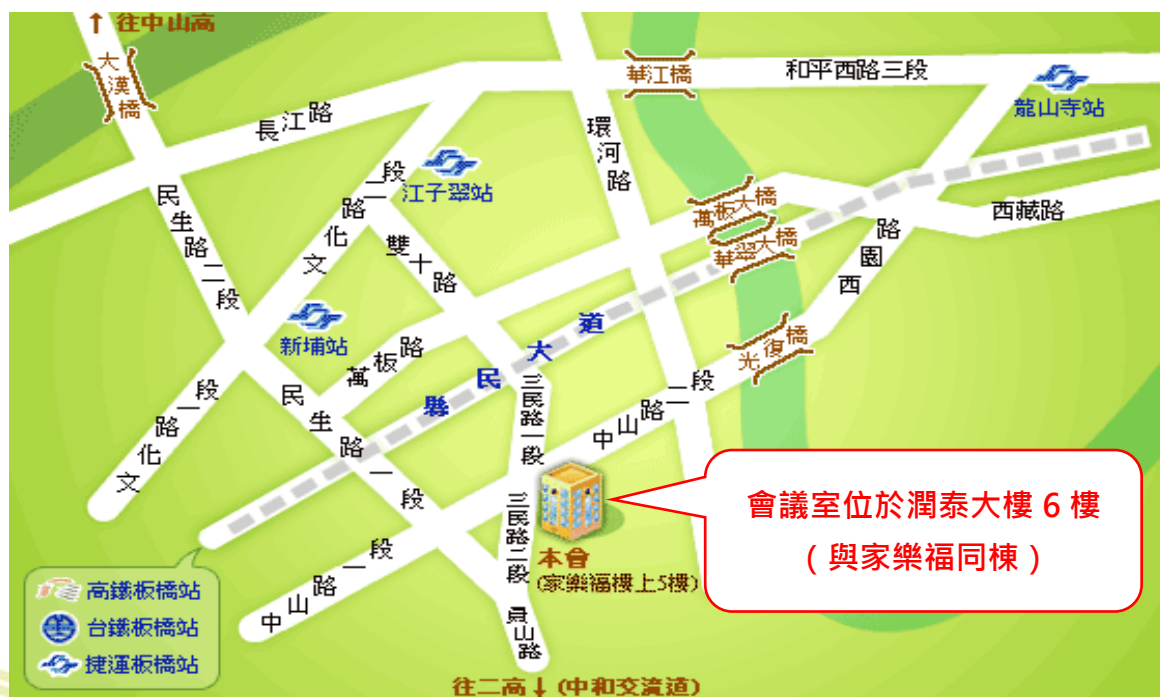 ↑ 往中山高
大漢橋
長江路
華江橋
和平西路三段
龍山寺站
環河路
江子翠站
文化路二段
民生路二段
雙十路
萬板大橋
華翠大橋
西藏路
西園路
新埔站
萬板路
縣民大道
光復橋
文化路一段
民生路一段
三民路一段
中山路二段
三民路二段
本會
(家樂福樓上5樓)
會議室位於潤泰大樓 6 樓
（與家樂福同棟）
中山路一段
員山路
高鐵板橋站
台鐵板橋站
捷運板橋站
往二高↓(中和交流道)